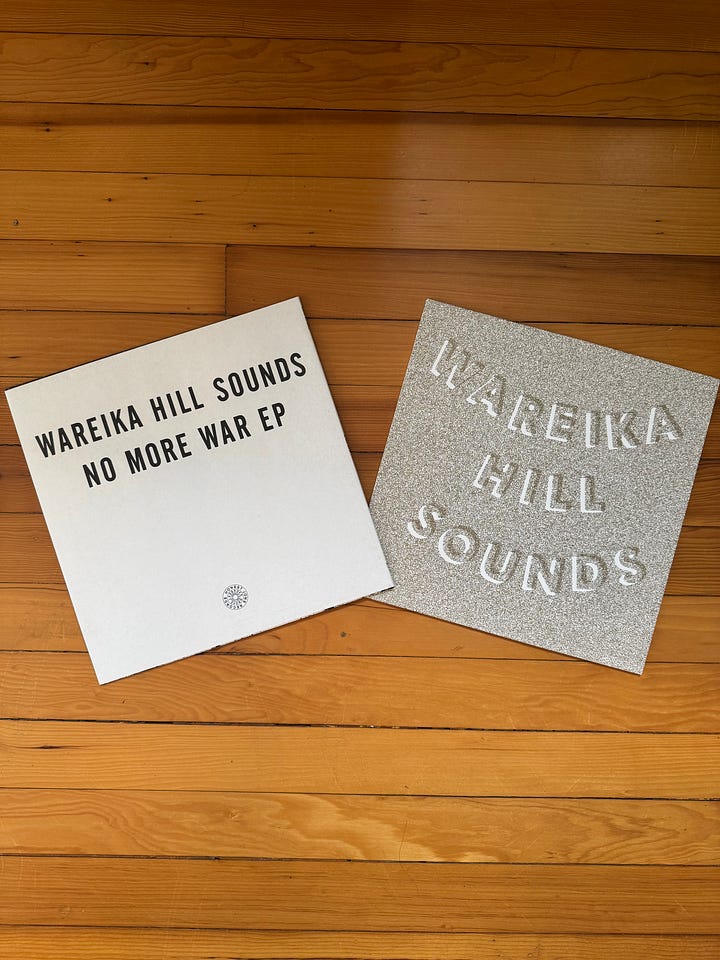 WAREIKA HILL SOUNDS
NO MORE WAR EP
WAREIKA
HILL
SOUNDS